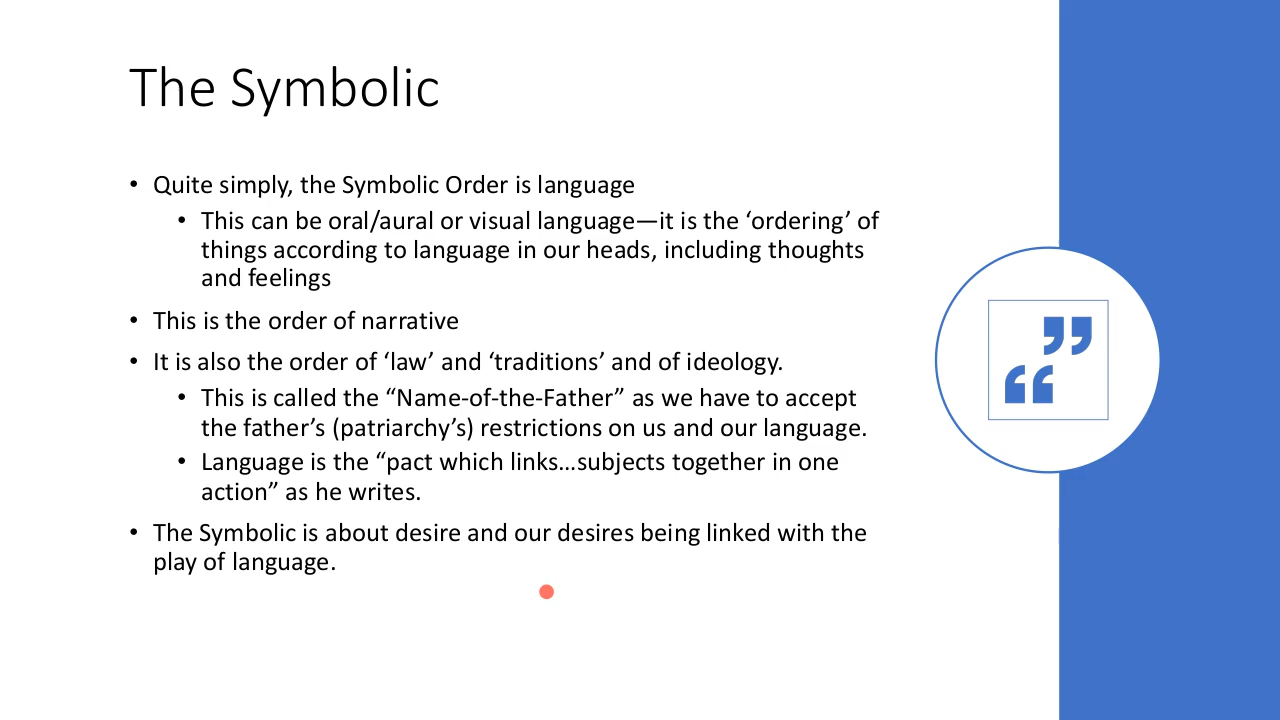 The Symbolic
• Quite simply, the Symbolic Order is language
• This can be oral/aural or visual language—it is the ‘ordering’ of
things according to language in our heads, including thoughts
and feelings
• This is the order of narrative
• It is also the order of ‘law’ and ‘traditions’ and of ideology.
• This is called the “Name-of-the-Father” as we have to accept
the father’s (patriarchy’s) restrictions on us and our language.
• Language is the “pact which links…subjects together in one
action” as he writes.
• The Symbolic is about desire and our desires being linked with the
play of language.